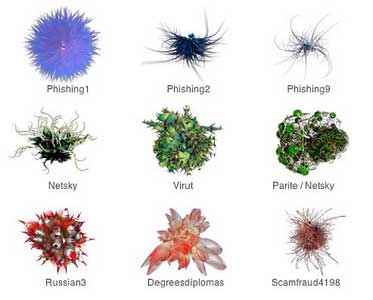 Phishing1 Phishing2 Phishing9
Netsky Virut Parite / Netsky
Russian3 Degreesdiplomas Scamfraud4198